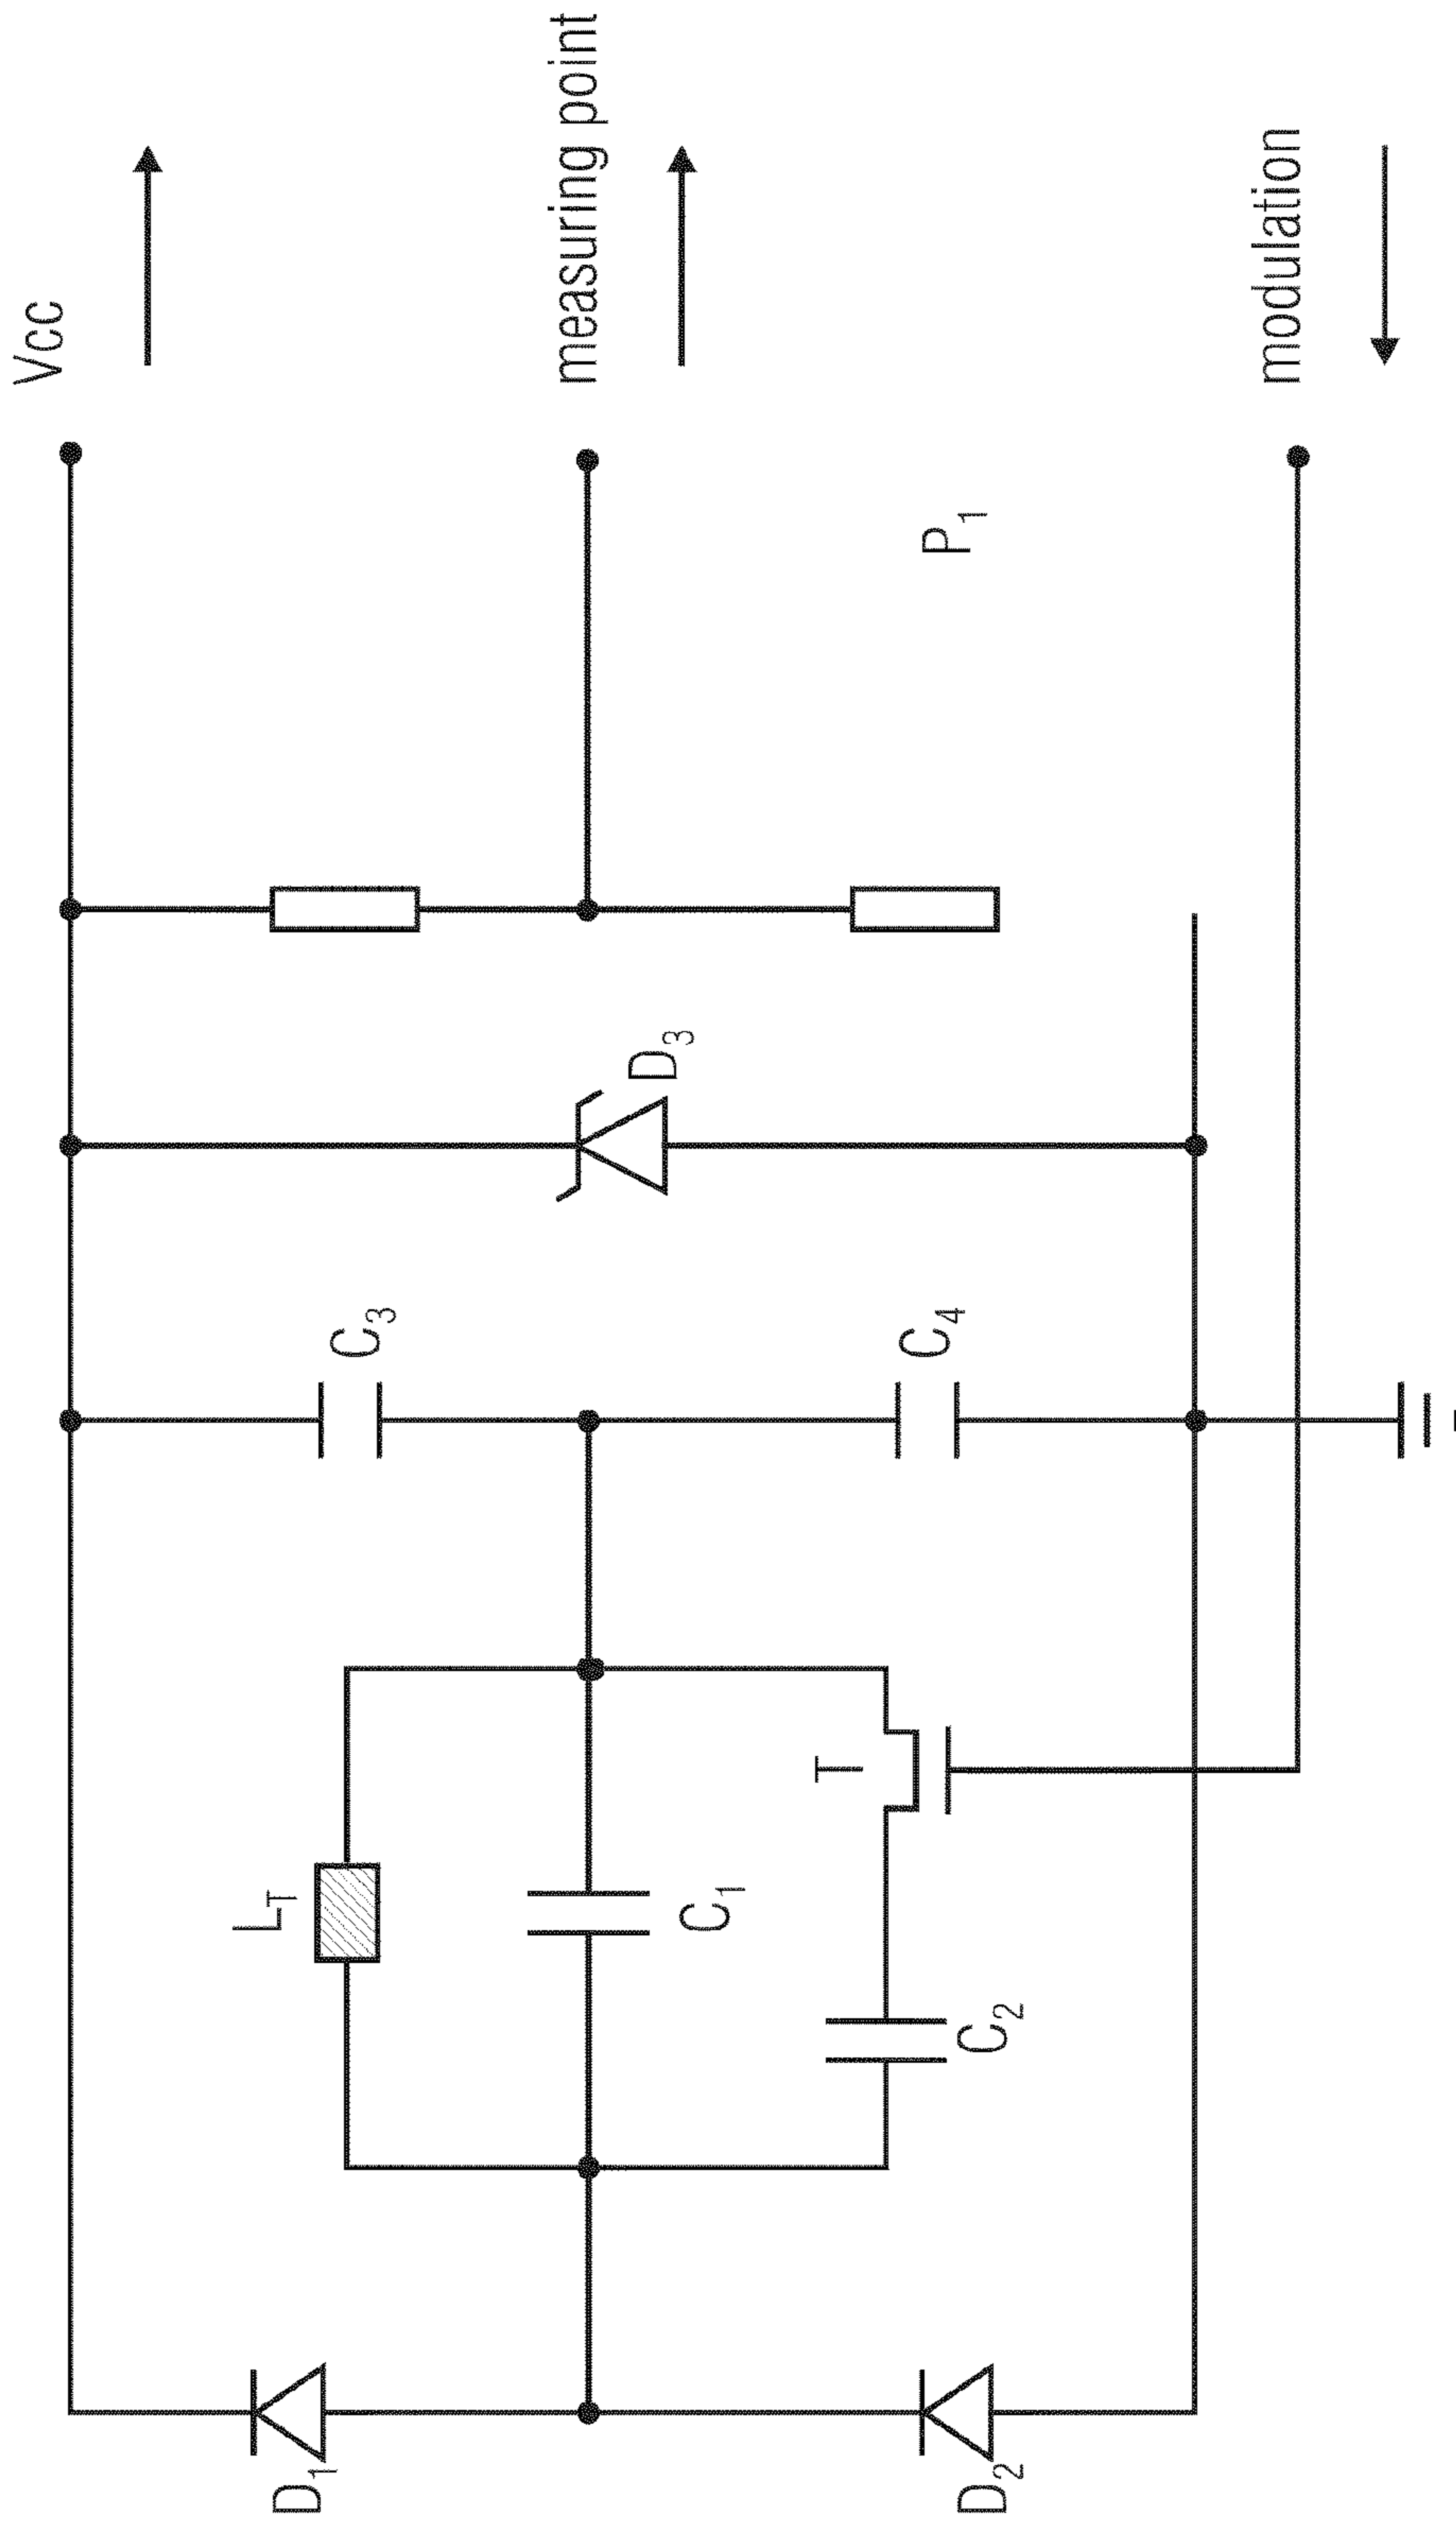 Vcc
measuring point
modulation
P1
D3
C3
C4
T
LT
C1
C2
D1
D2